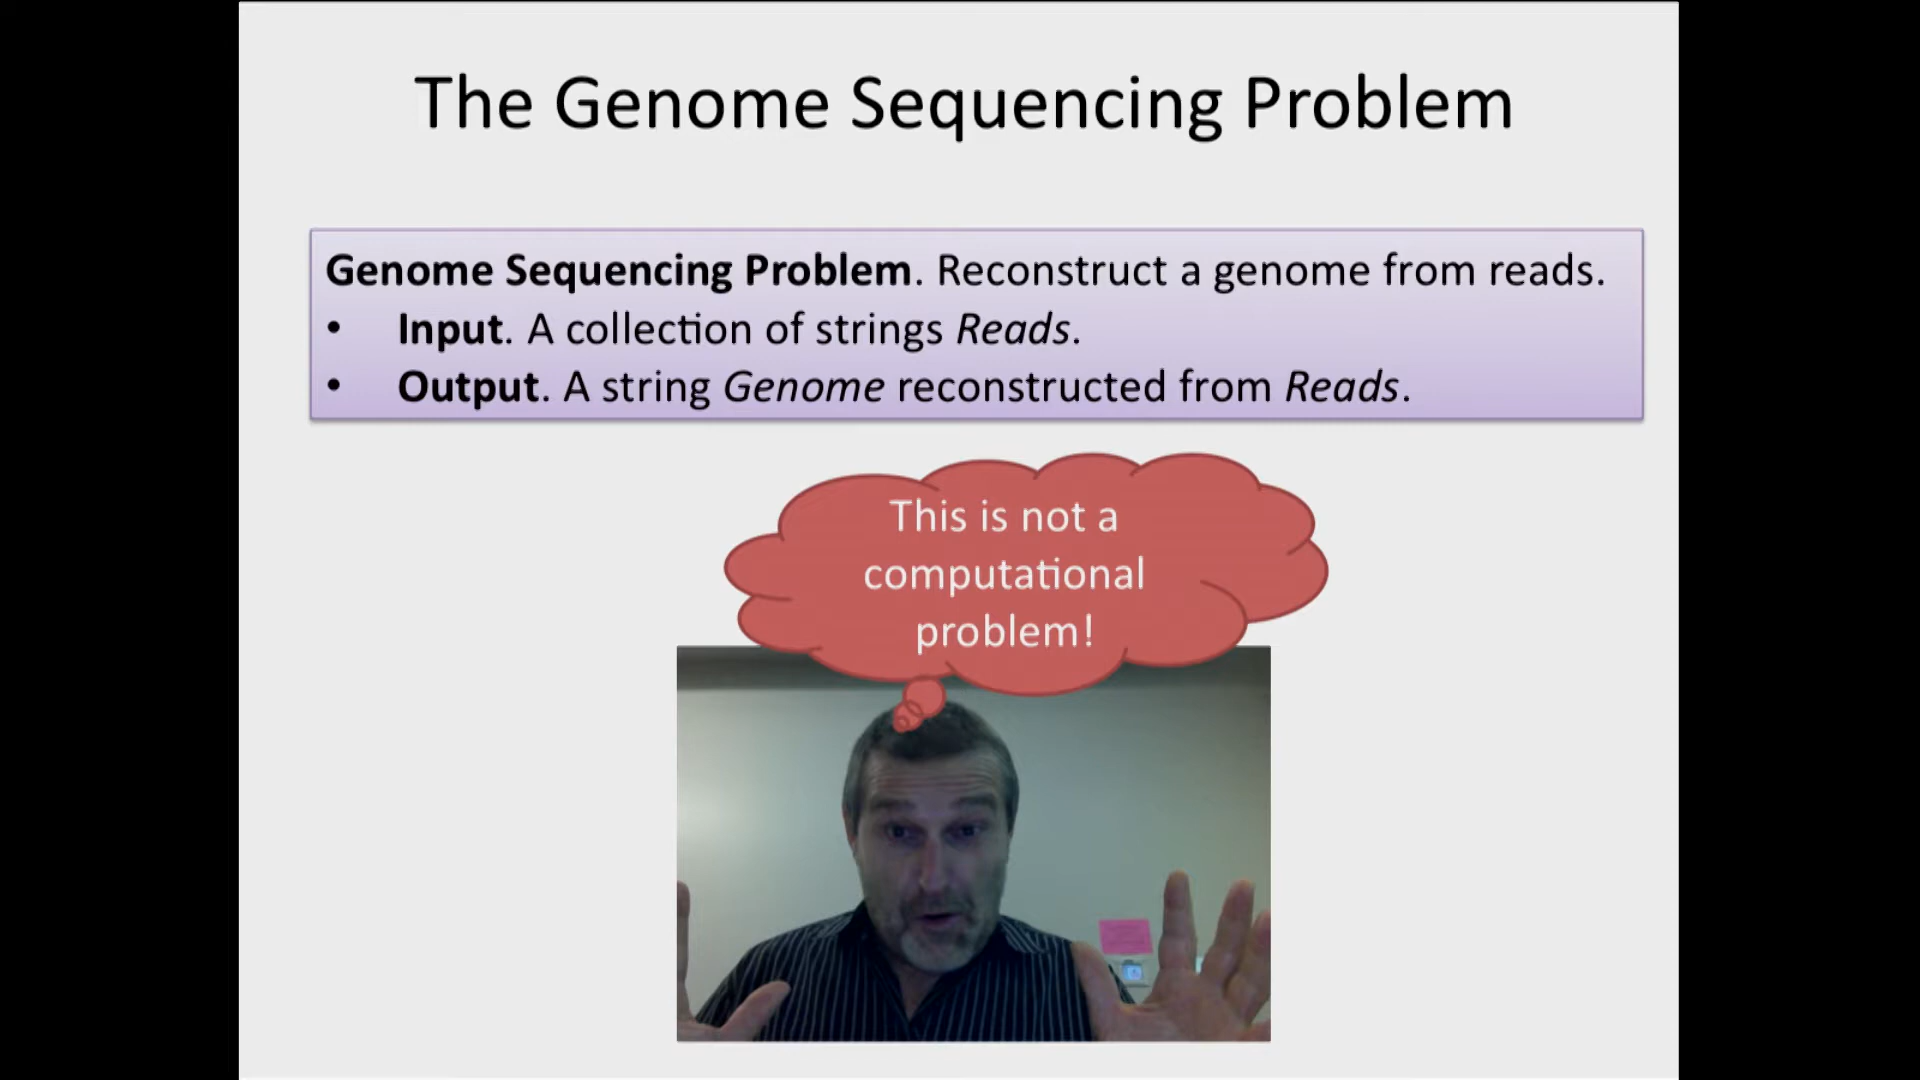 The Genome Sequencing Problem
Genome Sequencing Problem. Reconstruct a genome from reads.
• Input. A collection of strings Reads.
• Output. A string Genome reconstructed from Reads.
This is not a
computational
problem!